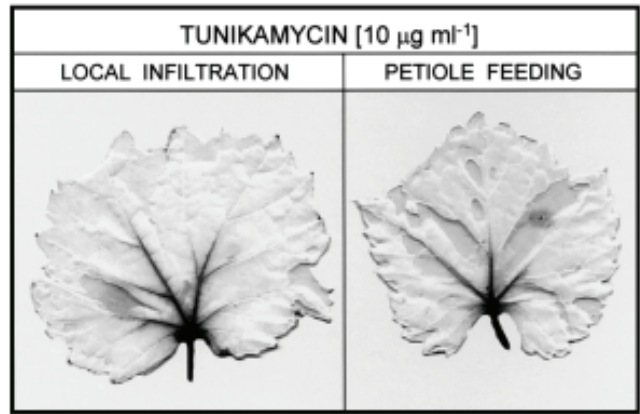 TUNIKAMYCIN [10 μg ml⁻¹]
LOCAL INFILTRATION
PETIOLE FEEDING